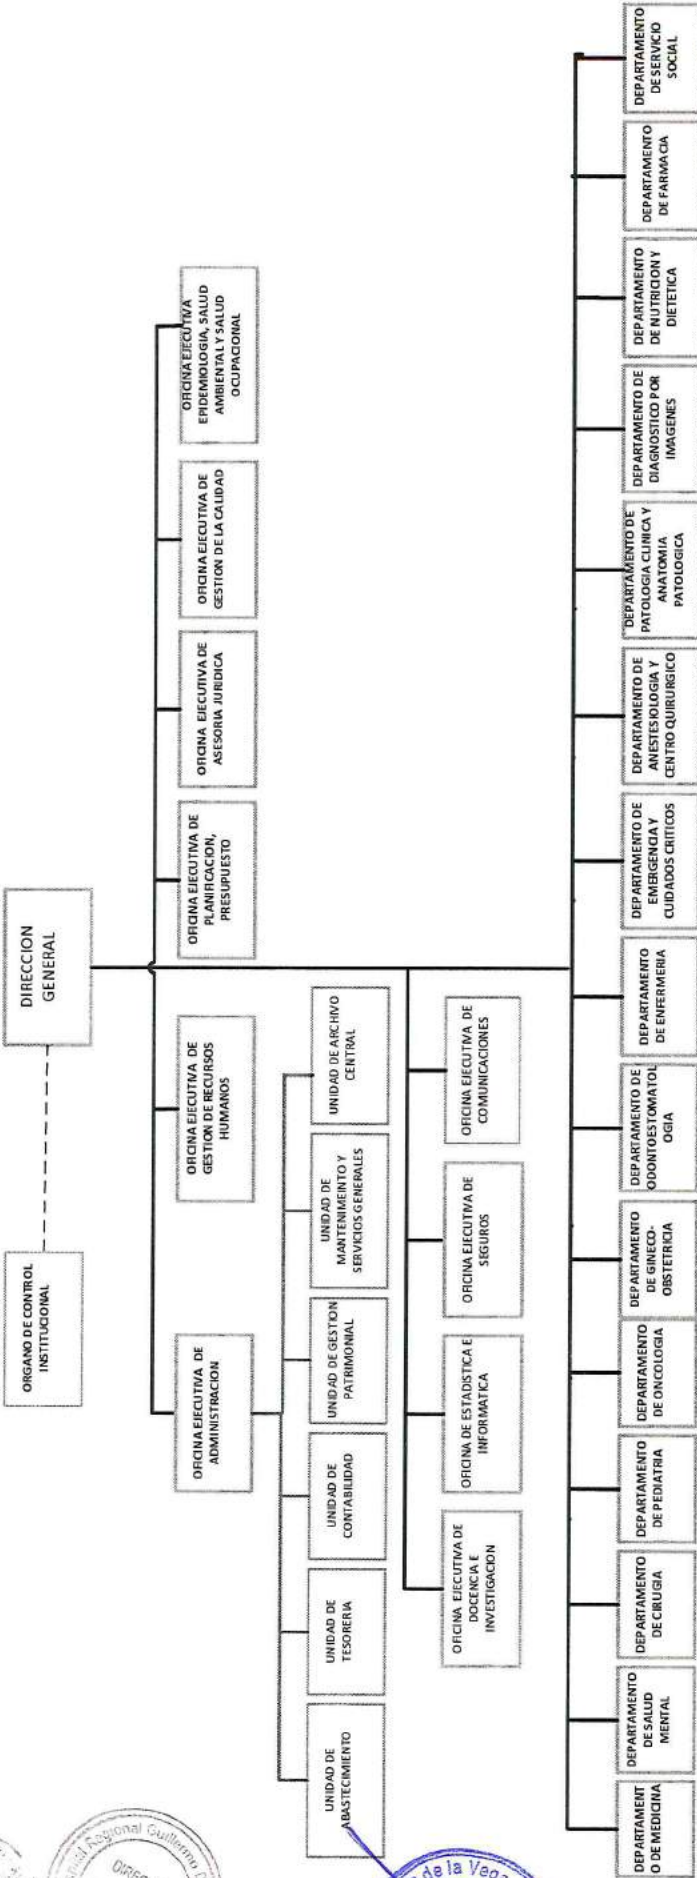 DIRECCION
GENERAL
ORGANO DE CONTROL
INSTITUCIONAL
OFICINA EJECUTIVA DE
ADMINISTRACION
OFICINA EJECUTIVA DE
GESTION DE RECURSOS
HUMANOS
OFICINA EJECUTIVA DE
PLANIFICACION,
PRESUPUESTO
OFICINA EJECUTIVA DE
ASESORIA JURIDICA
OFICINA EJECUTIVA DE
GESTION DE LA CALIDAD
OFICINA EJECUTIVA
EPIDEMIOLOGIA, SALUD
AMBIENTAL Y SALUD
OCUPACIONAL
UNIDAD DE
ABASTECIMIENTO
UNIDAD DE
TESORERIA
UNIDAD DE
CONTABILIDAD
UNIDAD DE GESTION
PATRIMONIAL
UNIDAD DE
MANTENIMEINTO Y
SERVICIOS GENERALES
UNIDAD DE ARCHIVO
CENTRAL
OFICINA EJECUTIVA DE
DOCENCIA E
INVESTIGACION
OFICINA DE ESTADISTICA E
INFORMATICA
OFICINA EJECUTIVA DE
SEGUROS
OFICINA EJECUTIVA DE
COMUNICACIONES
DEPARTAMENT
O DE MEDICINA
DEPARTAMENTO
DE SALUD
MENTAL
DEPARTAMENTO
DE CIRUGIA
DEPARTAMENTO
DE PEDIATRIA
DEPARTAMENTO
DE ONCOLOGIA
DEPARTAMENTO
DE GINECO-
OBSTETRICIA
DEPARTAMENTO DE
ODONTOESTOMATOL
OGIA
DEPARTAMENTO
DE ENFERMERIA
DEPARTAMENTO DE
EMERGENCIA Y
CUIDADOS CRITICOS
DEPARTAMENTO DE
ANESTESIOLOGIA Y
CENTRO QUIRURGICO
DEPARTAMENTO DE
PATOLOGIA CLINICA Y
ANATOMIA
PATOLOGICA
DEPARTAMENTO DE
DIAGNOSTICO POR
IMAGENES
DEPARTAMENTO
DE NUTRICION Y
DIETETICA
DEPARTAMENTO
DE FARMACIA
DEPARTAMENTO
DE SERVICIO
SOCIAL
Regional Guillermo
de la Vega